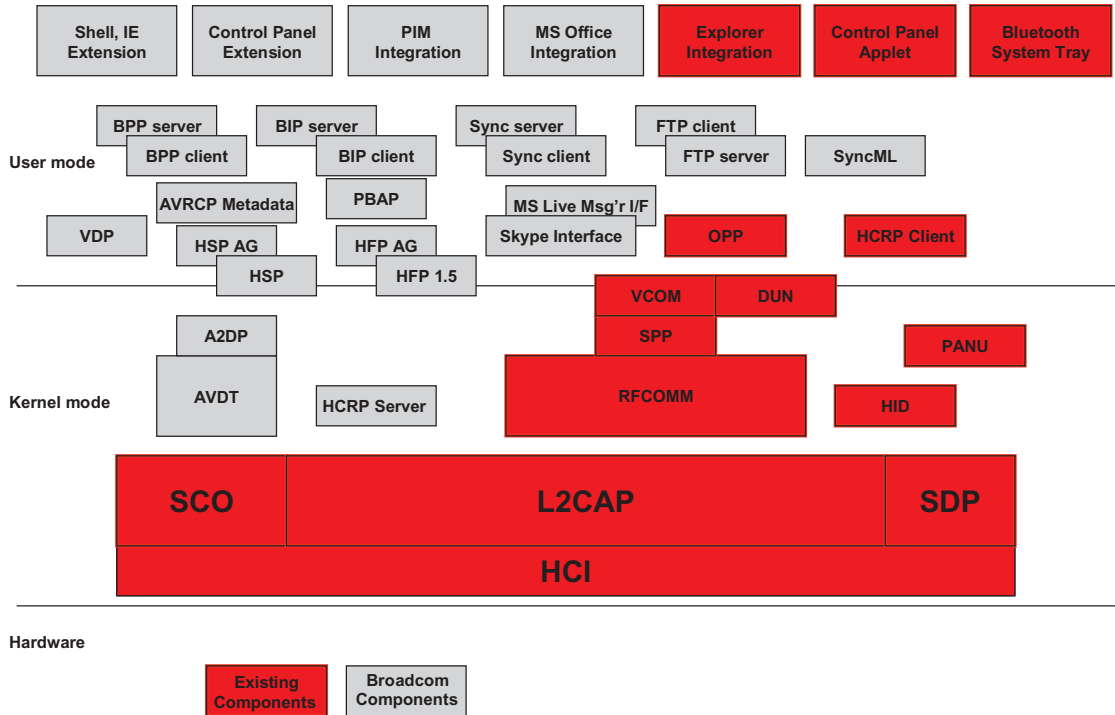 Shell, IE
Extension
Control Panel
Extension
PIM
Integration
MS Office
Integration
Explorer
Integration
Control Panel
Applet
Bluetooth
System Tray
BPP server
BIP server
Sync server
FTP client
User mode
BPP client
BIP client
Sync client
FTP server
SyncML
AVRCP Metadata
PBAP
MS Live Msg'r I/F
VDP
HSP AG
HFP AG
Skype Interface
OPP
HCRP Client
HSP
HFP 1.5
VCOM
DUN
A2DP
SPP
PANU
Kernel mode
AVDT
HCRP Server
RFCOMM
HID
SCO
L2CAP
SDP
HCI
Hardware
Existing
Components
Broadcom
Components